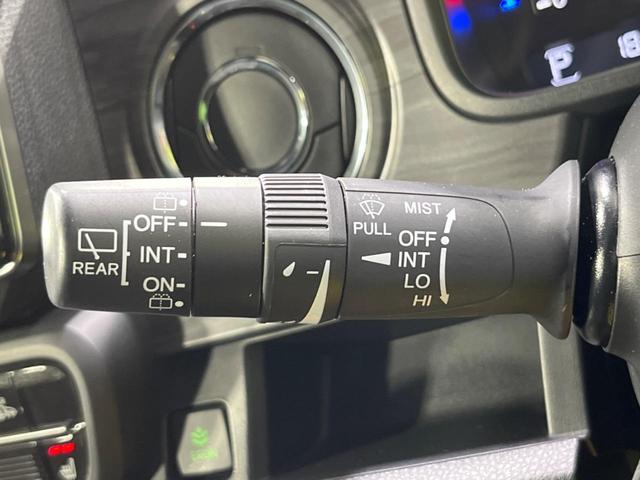 OFF
INT
ON
REAR
PULL
MIST
OFF
INT
LO
HI